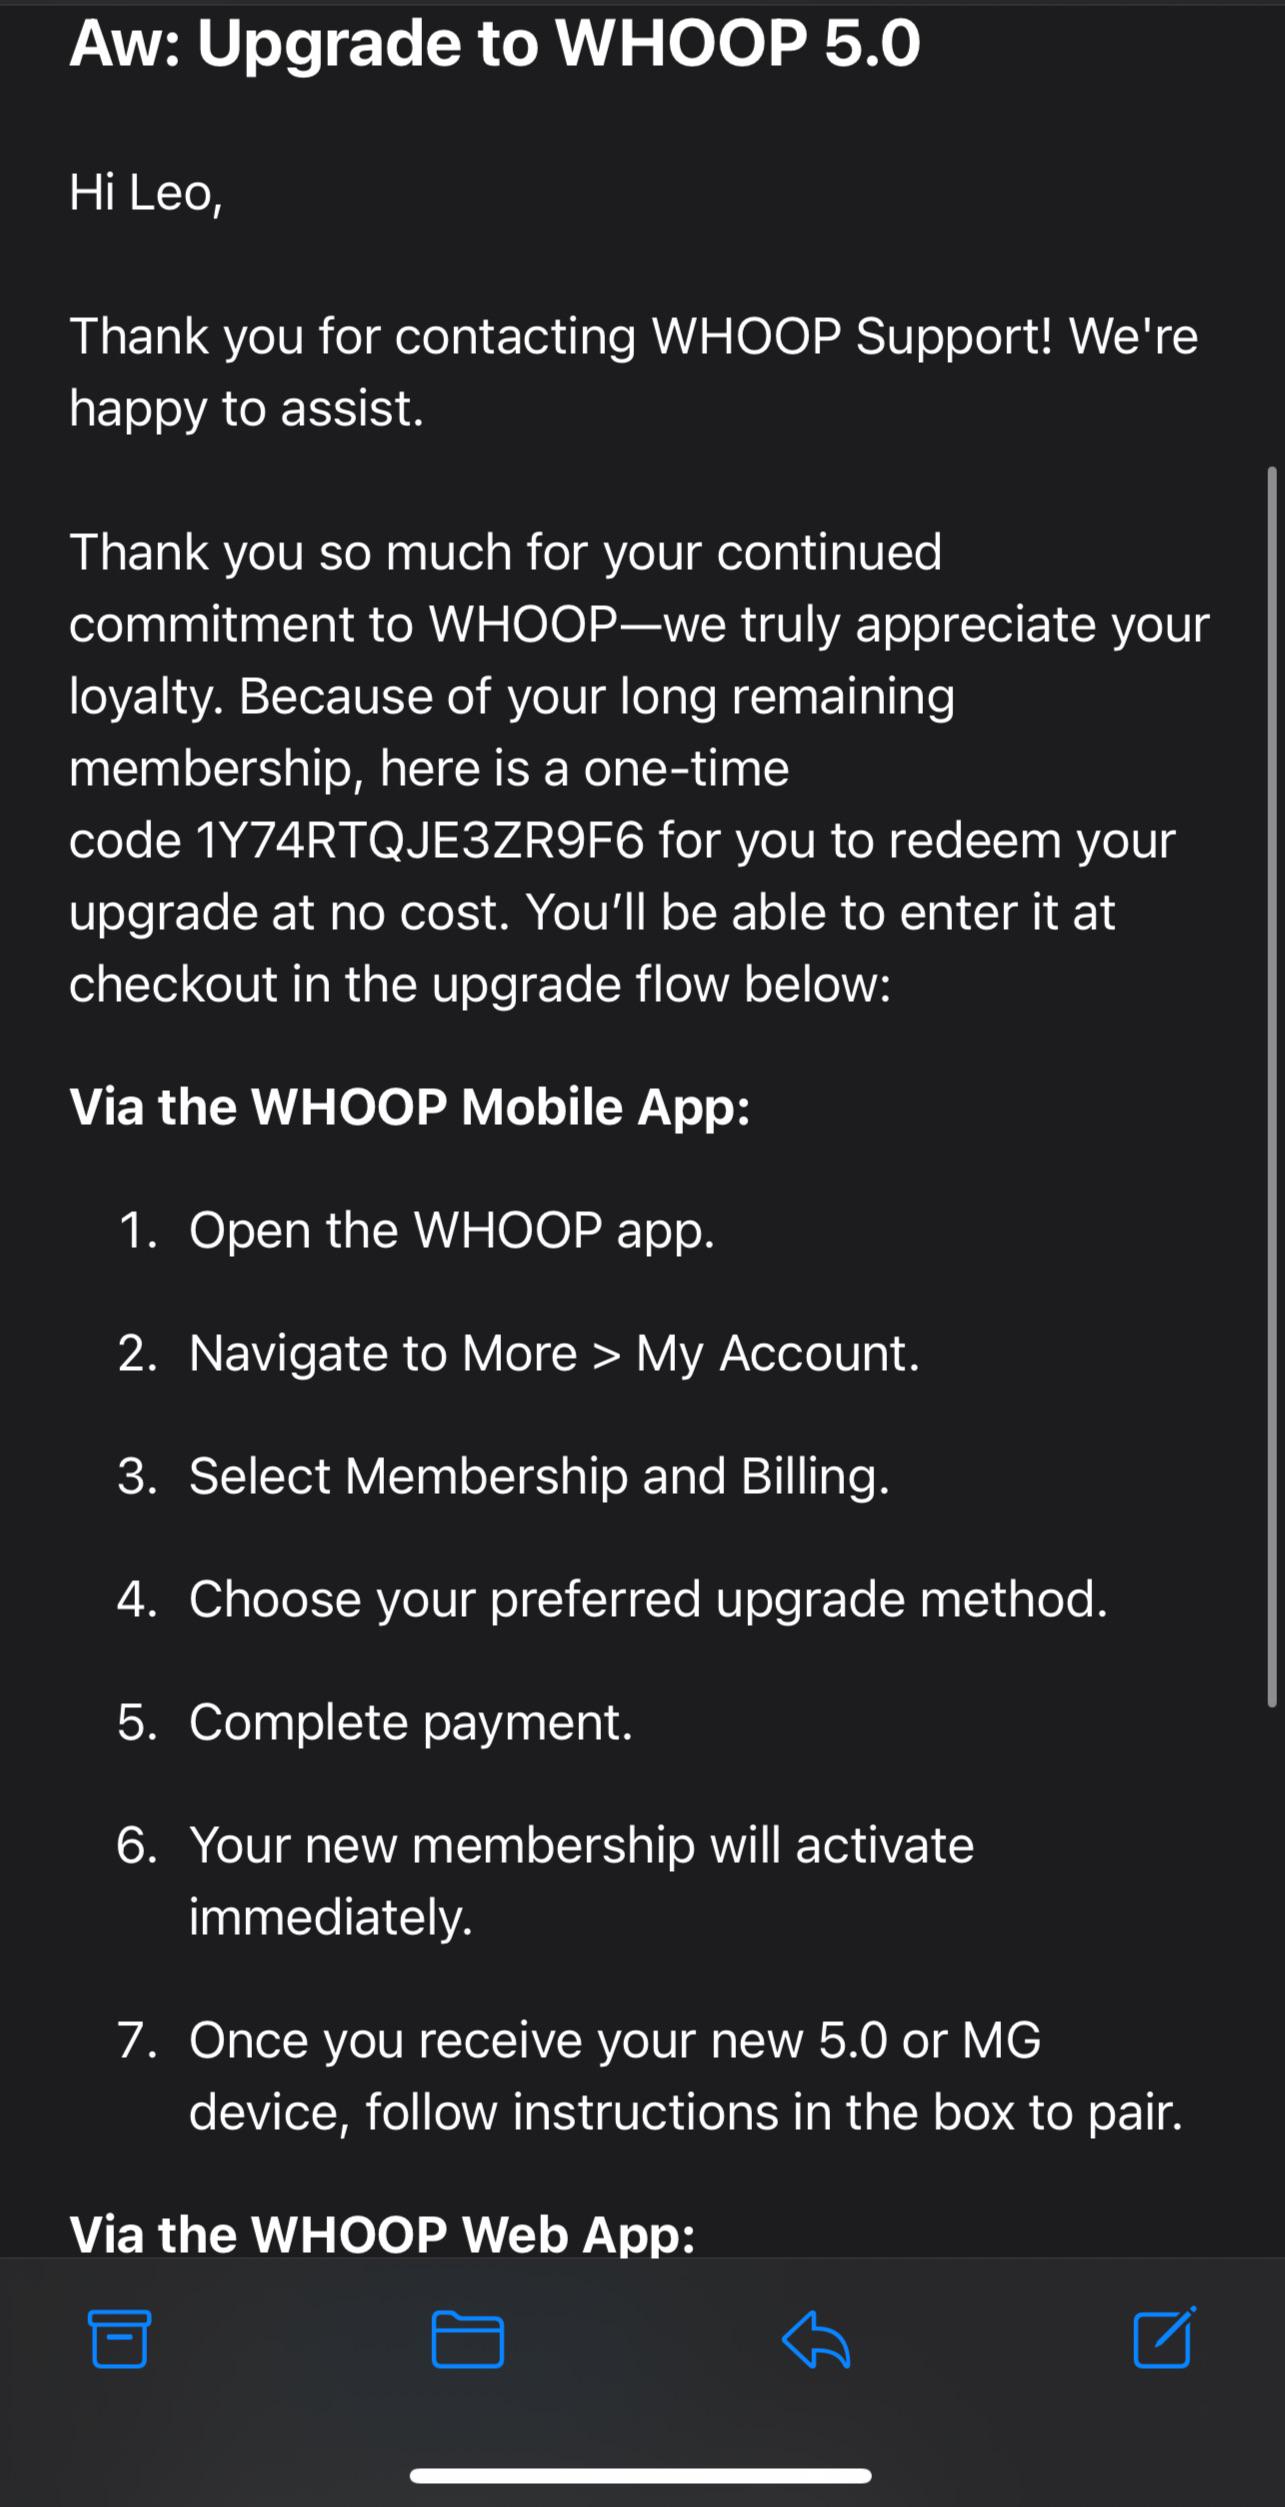 Aw: Upgrade to WHOOP 5.0
Hi Leo,
Thank you for contacting WHOOP Support! We're
happy to assist.
Thank you so much for your continued
commitment to WHOOP—we truly appreciate your
loyalty. Because of your long remaining
membership, here is a one-time
code 1Y74RTQJE3ZR9F6 for you to redeem your
upgrade at no cost. You’ll be able to enter it at
checkout in the upgrade flow below:
Via the WHOOP Mobile App:
1. Open the WHOOP app.
2. Navigate to More > My Account.
3. Select Membership and Billing.
4. Choose your preferred upgrade method.
5. Complete payment.
6. Your new membership will activate
immediately.
7. Once you receive your new 5.0 or MG
device, follow instructions in the box to pair.
Via the WHOOP Web App: